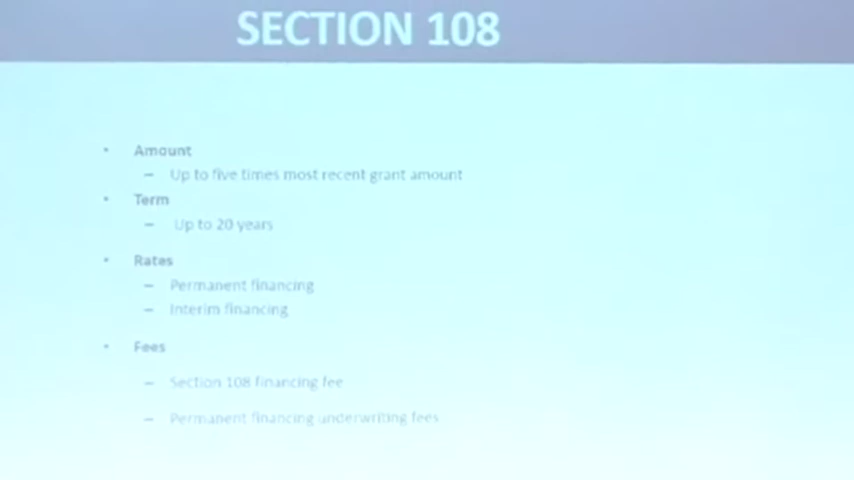 SECTION 108
• Amount
– Up to five times most recent grant amount
• Term
– Up to 20 years
• Rates
– Permanent financing
– Interim financing
• Fees
– Section 108 financing fee
– Permanent financing underwriting fees